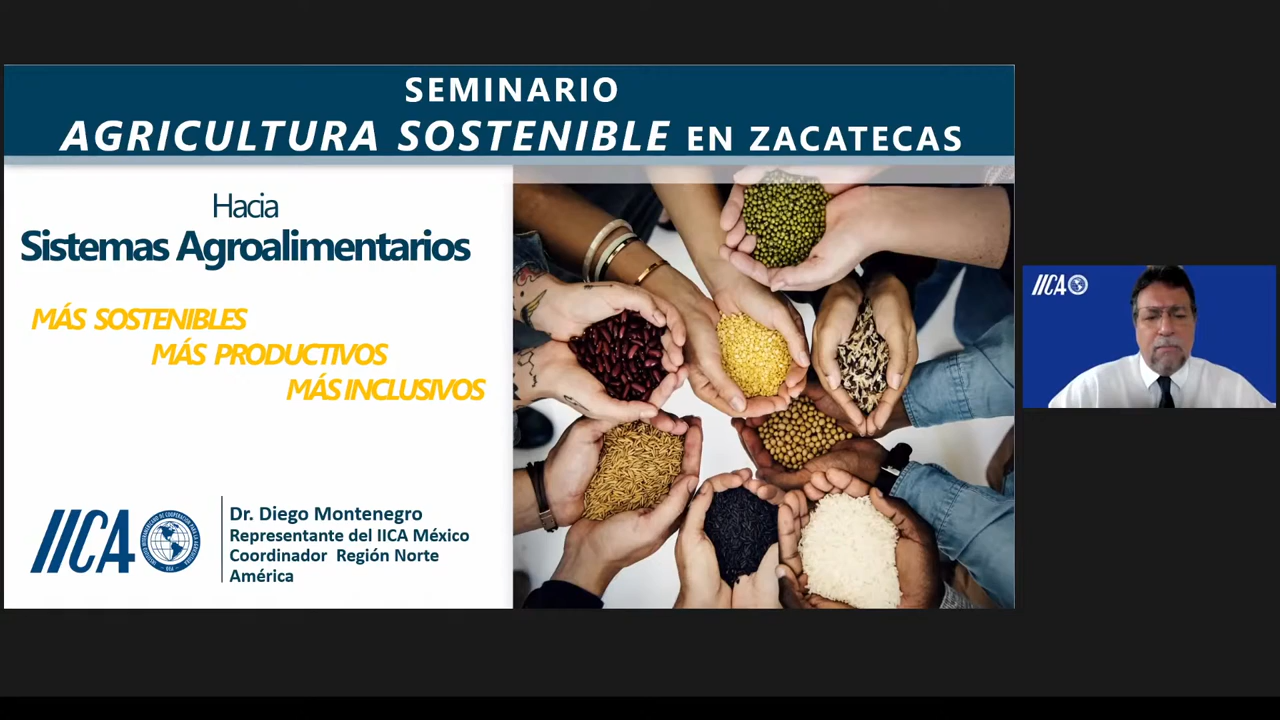 SEMINARIO
AGRICULTURA SOSTENIBLE EN ZACATECAS
Hacia
Sistemas Agroalimentarios
MÁS SOSTENIBLES
MÁS PRODUCTIVOS
MÁS INCLUSIVOS
IICA
Dr. Diego Montenegro
Representante del IICA México
Coordinador Región Norte
América
IICA